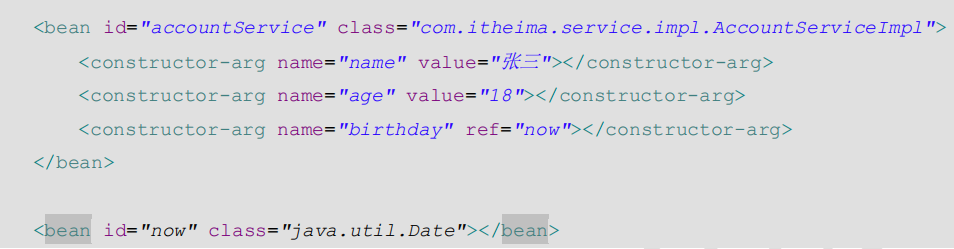 <bean id="accountService" class="com.itheima.service.impl.AccountServiceImpl">
<constructor-arg name="name" value="张三"></constructor-arg>
<constructor-arg name="age" value="18"></constructor-arg>
<constructor-arg name="birthday" ref="now"></constructor-arg>
</bean>
<bean id="now" class="java.util.Date"></bean>